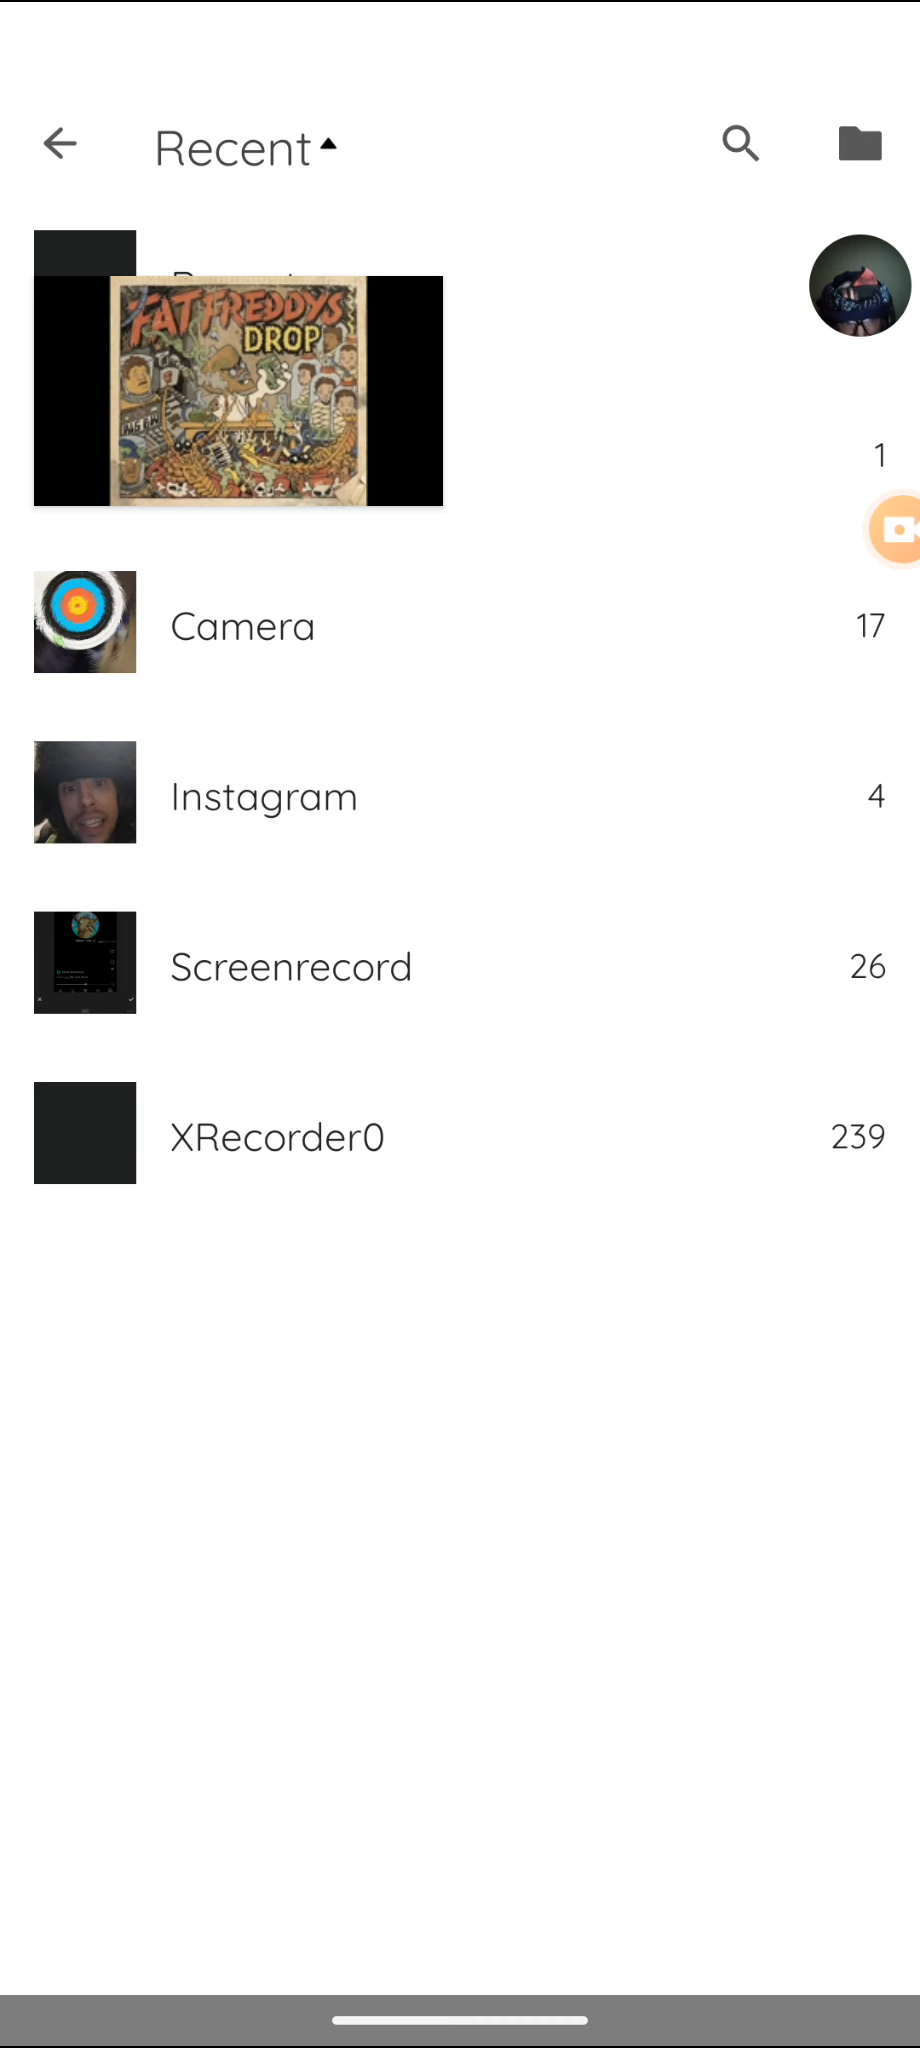 Recent
FAT FREDDYS
DROP
1
Camera
17
Instagram
4
Screenrecord
26
XRecorder0
239